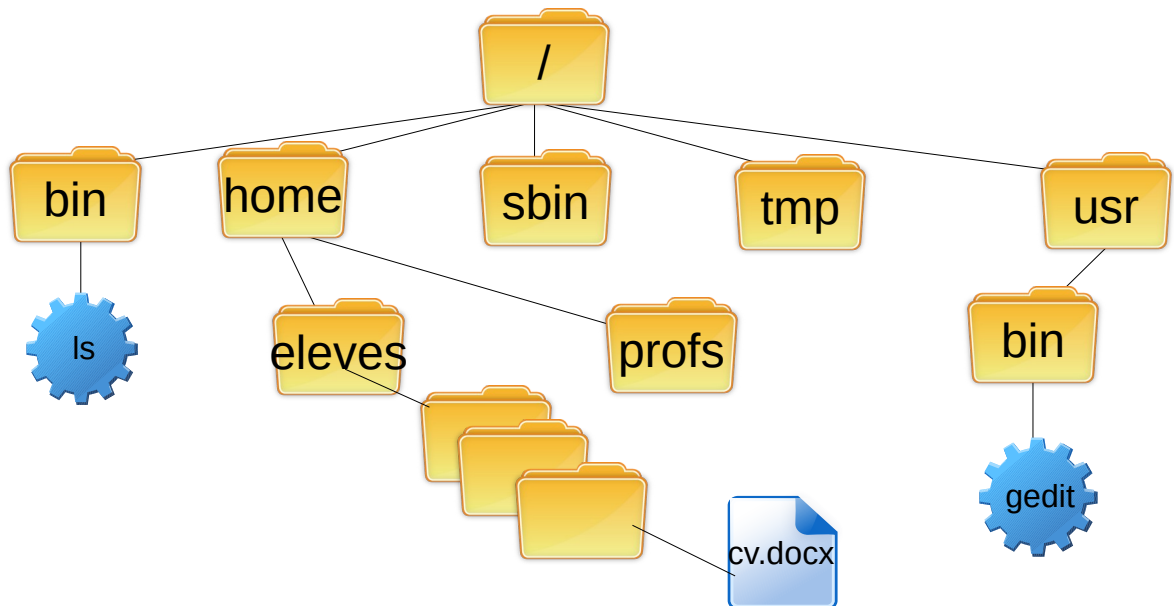 /
bin
home
sbin
tmp
usr
ls
eleves
profs
bin
gedit
cv.docx